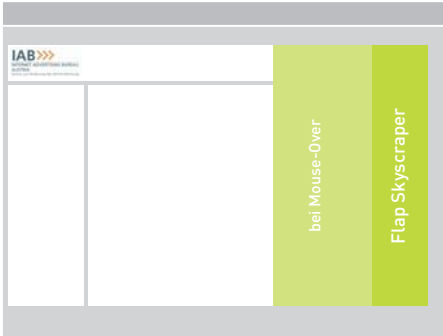 IAB
INTERNET ADVERTISING BUREAU
AUSTRIA
bei Mouse-Over
Flap Skyscraper